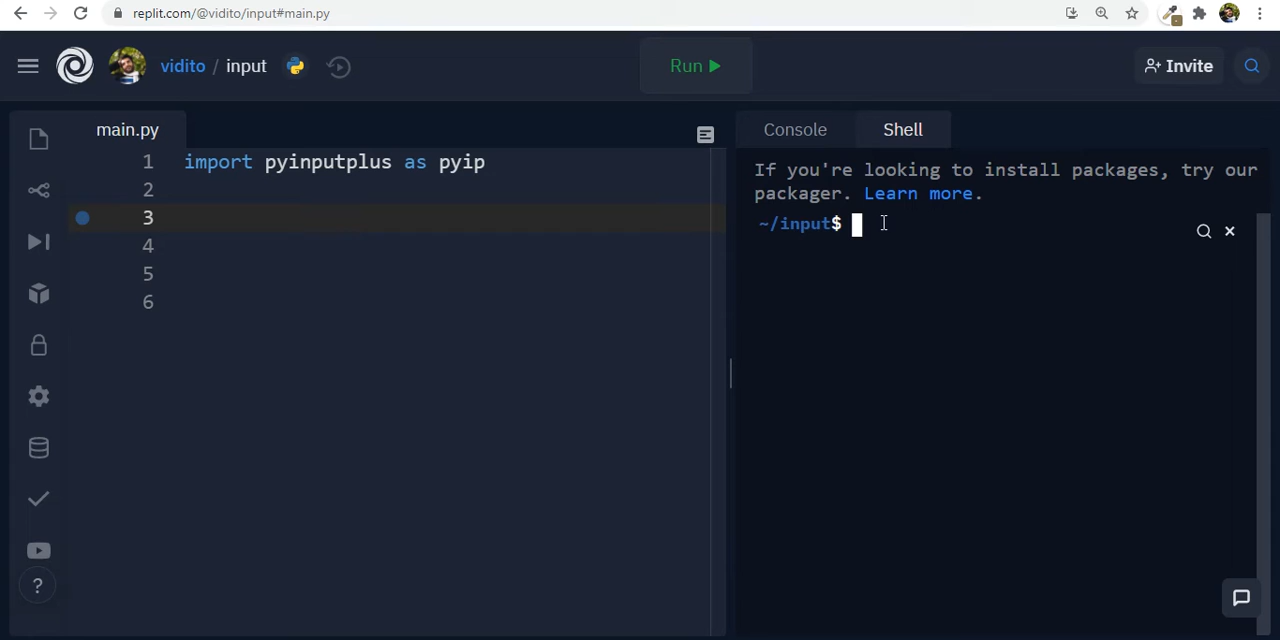 replit.com/@vidito/input#main.py
vidito / input
Run
Invite
main.py
1 import pyinputplus as pyip
2
3
4
5
6
Console
Shell
If you're looking to install packages, try our
packager. Learn more.
~/input$
?